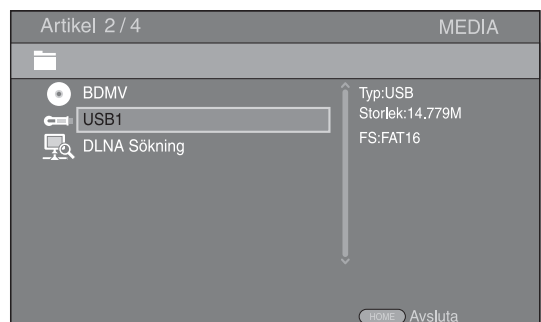 Artikel 2 / 4 MEDIA
BDMV
USB1
DLNA Sökning
Typ:USB
Storlek:14.779M
FS:FAT16
HOME Avsluta